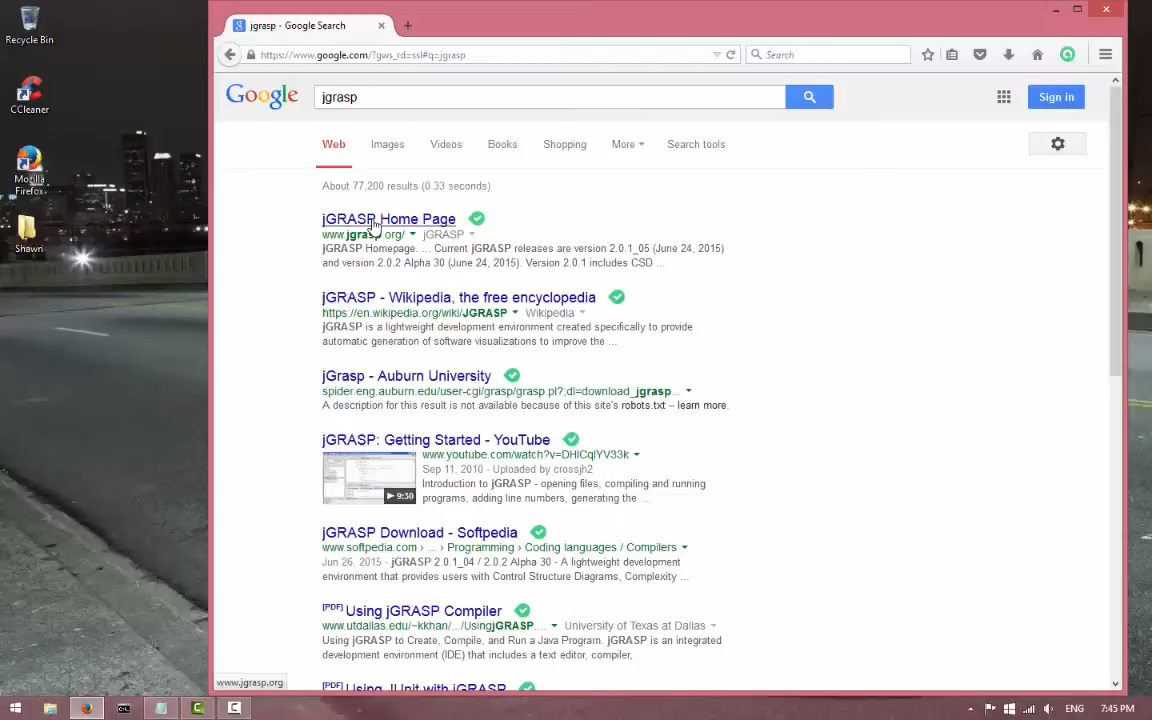 Recycle Bin
CCleaner
Mozilla
Firefox
Shawn
jgrasp - Google Search
https://www.google.com/?gws_rd=ssl#q=jgrasp
Search
Google
jgrasp
Sign in
Web Images Videos Books Shopping More Search tools
About 77,200 results (0.33 seconds)
jGRASP Home Page
www.jgrasp.org/ jGRASP
jGRASP Homepage. ... Current jGRASP releases are version 2.0.1_05 (June 24, 2015)
and version 2.0.2 Alpha 30 (June 24, 2015). Version 2.0.1 includes CSD ...
jGRASP - Wikipedia, the free encyclopedia
https://en.wikipedia.org/wiki/JGRASP Wikipedia
jGRASP is a lightweight development environment created specifically to provide
automatic generation of software visualizations to improve the ...
jGrasp - Auburn University
spider.eng.auburn.edu/user-cgi/grasp/grasp.pl?;dl=download_jgrasp...
A description for this result is not available because of this site's robots.txt – learn more.
jGRASP: Getting Started - YouTube
www.youtube.com/watch?v=DHlCqlYV33k
Sep 11, 2010 - Uploaded by crossjh2
Introduction to jGRASP - opening files, compiling and running
programs, adding line numbers, generating the ...
9:30
jGRASP Download - Softpedia
www.softpedia.com › ... › Programming › Coding languages / Compilers
Jun 26, 2015 - jGRASP 2.0.1_04 / 2.0.2 Alpha 30 - A lightweight development
environment that provides users with Control Structure Diagrams, Complexity ...
[PDF] Using jGRASP Compiler
www.utdallas.edu/~kkhan/.../UsingjGRASP.... University of Texas at Dallas
Using jGRASP to Create, Compile, and Run a Java Program. jGRASP is an integrated
development environment (IDE) that includes a text editor, compiler,
[PDF] Using JUnit with jGRASP
www.jgrasp.org
ENG 7:45 PM